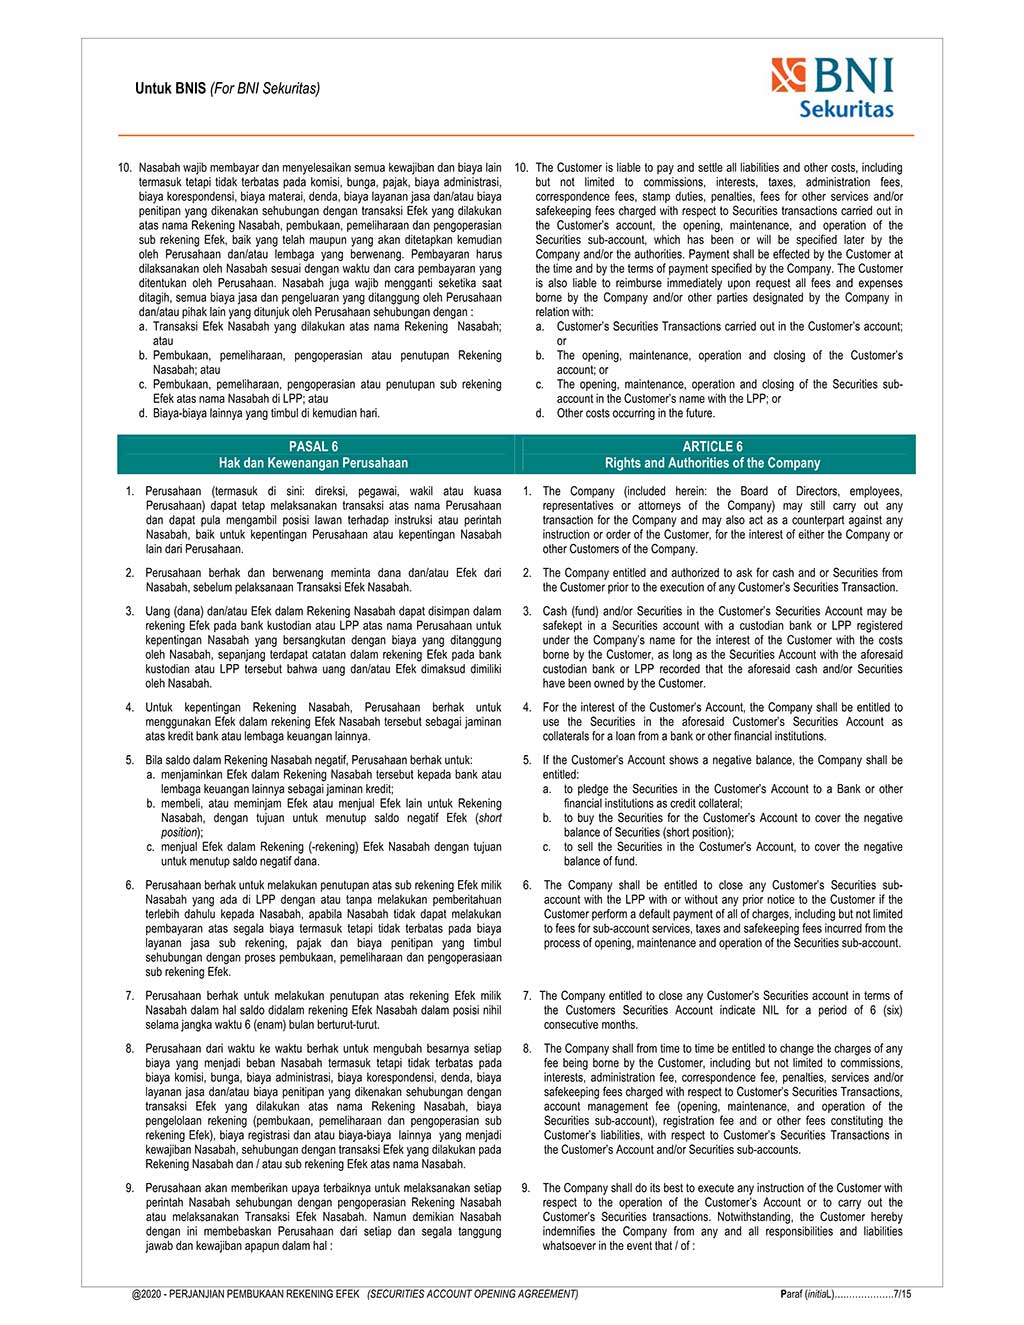 Untuk BNIS (For BNI Sekuritas)
BNI
Sekuritas
10. Nasabah wajib membayar dan menyelesaikan semua kewajiban dan biaya lain
termasuk tetapi tidak terbatas pada komisi, bunga, pajak, biaya administrasi,
biaya korespondensi, biaya materai, denda, biaya layanan jasa dan/atau biaya
penitipan yang dikenakan sehubungan dengan transaksi Efek yang dilakukan
atas nama Rekening Nasabah, pembukaan, pemeliharaan dan pengoperasian
sub rekening Efek, baik yang telah maupun yang akan ditetapkan kemudian
oleh Perusahaan dan/atau lembaga yang berwenang. Pembayaran harus
dilaksanakan oleh Nasabah sesuai dengan waktu dan cara pembayaran yang
ditentukan oleh Perusahaan. Nasabah juga wajib mengganti seketika saat
ditagih, semua biaya jasa dan pengeluaran yang ditanggung oleh Perusahaan
dan/atau pihak lain yang ditunjuk oleh Perusahaan sehubungan dengan :
a. Transaksi Efek Nasabah yang dilakukan atas nama Rekening Nasabah;
atau
b. Pembukaan, pemeliharaan, pengoperasian atau penutupan Rekening
Nasabah; atau
c. Pembukaan, pemeliharaan, pengoperasian atau penutupan sub rekening
Efek atas nama Nasabah di LPP; atau
d. Biaya-biaya lainnya yang timbul di kemudian hari.
10. The Customer is liable to pay and settle all liabilities and other costs, including
but not limited to commissions, interests, taxes, administration fees,
correspondence fees, stamp duties, penalties, fees for other services and/or
safekeeping fees charged with respect to Securities transactions carried out in
the Customer's account, the opening, maintenance, and operation of the
Securities sub-account, which has been or will be specified later by the
Company and/or the authorities. Payment shall be effected by the Customer at
the time and by the terms of payment specified by the Company. The Customer
is also liable to reimburse immediately upon request all fees and expenses
borne by the Company and/or other parties designated by the Company in
relation with:
a. Customer's Securities Transactions carried out in the Customer's account;
or
b. The opening, maintenance, operation and closing of the Customer's
account; or
c. The opening, maintenance, operation and closing of the Securities sub-
account in the Customer's name with the LPP; or
d. Other costs occurring in the future.
PASAL 6
Hak dan Kewenangan Perusahaan
ARTICLE 6
Rights and Authorities of the Company
1. Perusahaan (termasuk di sini: direksi, pegawai, wakil atau kuasa
Perusahaan) dapat tetap melaksanakan transaksi atas nama Perusahaan
dan dapat pula mengambil posisi lawan terhadap instruksi atau perintah
Nasabah, baik untuk kepentingan Perusahaan atau kepentingan Nasabah
lain dari Perusahaan.
1. The Company (included herein: the Board of Directors, employees,
representatives or attorneys of the Company) may still carry out any
transaction for the Company and may also act as a counterpart against any
instruction or order of the Customer, for the interest of either the Company or
other Customers of the Company.
2. Perusahaan berhak dan berwenang meminta dana dan/atau Efek dari
Nasabah, sebelum pelaksanaan Transaksi Efek Nasabah.
2. The Company entitled and authorized to ask for cash and or Securities from
the Customer prior to the execution of any Customer's Securities Transaction.
3. Uang (dana) dan/atau Efek dalam Rekening Nasabah dapat disimpan dalam
rekening Efek pada bank kustodian atau LPP atas nama Perusahaan untuk
kepentingan Nasabah yang bersangkutan dengan biaya yang ditanggung
oleh Nasabah, sepanjang terdapat catatan dalam rekening Efek pada bank
kustodian atau LPP tersebut bahwa uang dan/atau Efek dimaksud dimiliki
oleh Nasabah.
3. Cash (fund) and/or Securities in the Customer's Securities Account may be
safekept in a Securities account with a custodian bank or LPP registered
under the Company's name for the interest of the Customer with the costs
borne by the Customer, as long as the Securities Account with the aforesaid
custodian bank or LPP recorded that the aforesaid cash and/or Securities
have been owned by the Customer.
4. Untuk kepentingan Rekening Nasabah, Perusahaan berhak untuk
menggunakan Efek dalam rekening Efek Nasabah tersebut sebagai jaminan
atas kredit bank atau lembaga keuangan lainnya.
4. For the interest of the Customer's Account, the Company shall be entitled to
use the Securities in the aforesaid Customer's Securities Account as
collaterals for a loan from a bank or other financial institutions.
5. Bila saldo dalam Rekening Nasabah negatif, Perusahaan berhak untuk:
a. menjaminkan Efek dalam Rekening Nasabah tersebut kepada bank atau
lembaga keuangan lainnya sebagai jaminan kredit;
b. membeli, atau meminjam Efek atau menjual Efek lain untuk Rekening
Nasabah, dengan tujuan untuk menutup saldo negatif Efek (short
position);
c. menjual Efek dalam Rekening (-rekening) Efek Nasabah dengan tujuan
untuk menutup saldo negatif dana.
5. If the Customer's Account shows a negative balance, the Company shall be
entitled:
a. to pledge the Securities in the Customer's Account to a Bank or other
financial institutions as credit collateral;
b. to buy the Securities for the Customer's Account to cover the negative
balance of Securities (short position);
c. to sell the Securities in the Costumer's Account, to cover the negative
balance of fund.
6. Perusahaan berhak untuk melakukan penutupan atas sub rekening Efek milik
Nasabah yang ada di LPP dengan atau tanpa melakukan pemberitahuan
terlebih dahulu kepada Nasabah, apabila Nasabah tidak dapat melakukan
pembayaran atas segala biaya termasuk tetapi tidak terbatas pada biaya
layanan jasa sub rekening, pajak dan biaya penitipan yang timbul
sehubungan dengan proses pembukaan, pemeliharaan dan pengoperasiaan
sub rekening Efek.
6. The Company shall be entitled to close any Customer's Securities sub-
account with the LPP with or without any prior notice to the Customer if the
Customer perform a default payment of all of charges, including but not limited
to fees for sub-account services, taxes and safekeeping fees incurred from the
process of opening, maintenance and operation of the Securities sub-account.
7. Perusahaan berhak untuk melakukan penutupan atas rekening Efek milik
Nasabah dalam hal saldo didalam rekening Efek Nasabah dalam posisi nihil
selama jangka waktu 6 (enam) bulan berturut-turut.
7. The Company entitled to close any Customer's Securities account in terms of
the Customers Securities Account indicate NIL for a period of 6 (six)
consecutive months.
8. Perusahaan dari waktu ke waktu berhak untuk mengubah besarnya setiap
biaya yang menjadi beban Nasabah termasuk tetapi tidak terbatas pada
biaya komisi, bunga, biaya administrasi, biaya korespondensi, denda, biaya
layanan jasa dan/atau biaya penitipan yang dikenakan sehubungan dengan
transaksi Efek yang dilakukan atas nama Rekening Nasabah, biaya
pengelolaan rekening (pembukaan, pemeliharaan dan pengoperasian sub
rekening Efek), biaya registrasi dan atau biaya-biaya lainnya yang menjadi
kewajiban Nasabah, sehubungan dengan transaksi Efek yang dilakukan pada
Rekening Nasabah dan / atau sub rekening Efek atas nama Nasabah.
8. The Company shall from time to time be entitled to change the charges of any
fee being borne by the Customer, including but not limited to commissions,
interests, administration fee, correspondence fee, penalties, services and/or
safekeeping fees charged with respect to Customer's Securities Transactions,
account management fee (opening, maintenance, and operation of the
Securities sub-account), registration fee and or other fees constituting the
Customer's liabilities, with respect to Customer's Securities Transactions in
the Customer's Account and/or Securities sub-accounts.
9. Perusahaan akan memberikan upaya terbaiknya untuk melaksanakan setiap
perintah Nasabah sehubungan dengan pengoperasian Rekening Nasabah
atau melaksanakan Transaksi Efek Nasabah. Namun demikian Nasabah
dengan ini membebaskan Perusahaan dari setiap dan segala tanggung
jawab dan kewajiban apapun dalam hal :
9. The Company shall do its best to execute any instruction of the Customer with
respect to the operation of the Customer's Account or to carry out the
Customer's Securities transactions. Notwithstanding, the Customer hereby
indemnifies the Company from any and all responsibilities and liabilities
whatsoever in the event that / of :
@2020 - PERJANJIAN PEMBUKAAN REKENING EFEK (SECURITIES ACCOUNT OPENING AGREEMENT)
Paraf (initiaL)....................7/15